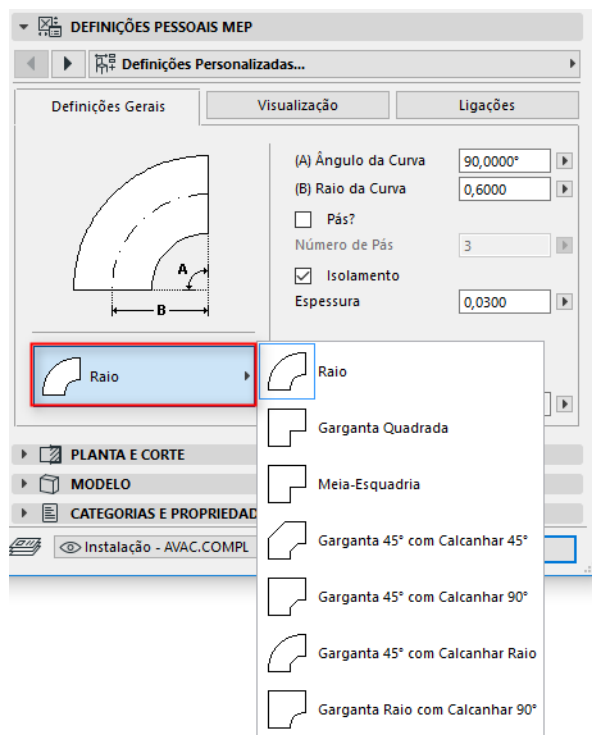 DEFINIÇÕES PESSOAIS MEP
Definições Personalizadas...
Definições Gerais
Visualização
Ligações
(A) Ângulo da Curva 90,0000°
(B) Raio da Curva 0,6000
Pás?
Número de Pás 3
Isolamento
Espessura 0,0300
A
B
Raio
Raio
Garganta Quadrada
Meia-Esquadria
Garganta 45° com Calcanhar 45°
Garganta 45° com Calcanhar 90°
Garganta 45° com Calcanhar Raio
Garganta Raio com Calcanhar 90°
PLANTA E CORTE
MODELO
CATEGORIAS E PROPRIEDAD
Instalação - AVAC.COMPL